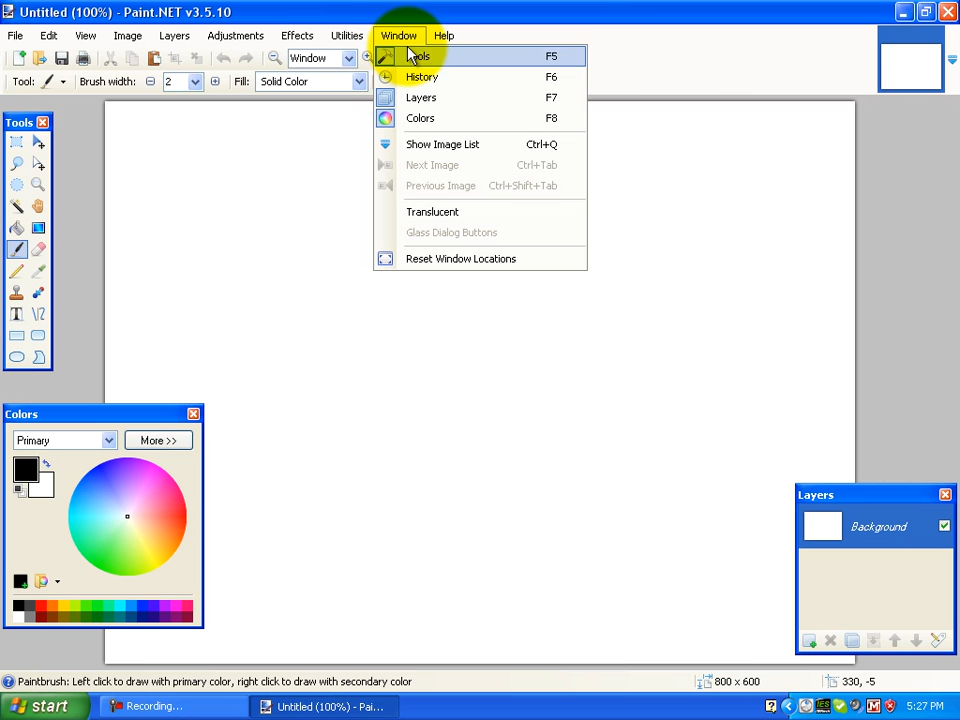 Untitled (100%) - Paint.NET v3.5.10
File Edit View Image Layers Adjustments Effects Utilities Window Help
Window
Tool: Brush width: 2 Fill: Solid Color
Tools F5
History F6
Layers F7
Colors F8
Show Image List Ctrl+Q
Next Image Ctrl+Tab
Previous Image Ctrl+Shift+Tab
Translucent
Glass Dialog Buttons
Reset Window Locations
Tools
T
Colors
Primary More >>
Layers
Background
Paintbrush: Left click to draw with primary color, right click to draw with secondary color 800 x 600 330, -5
start Recording... Untitled (100%) - Pai... 5:27 PM